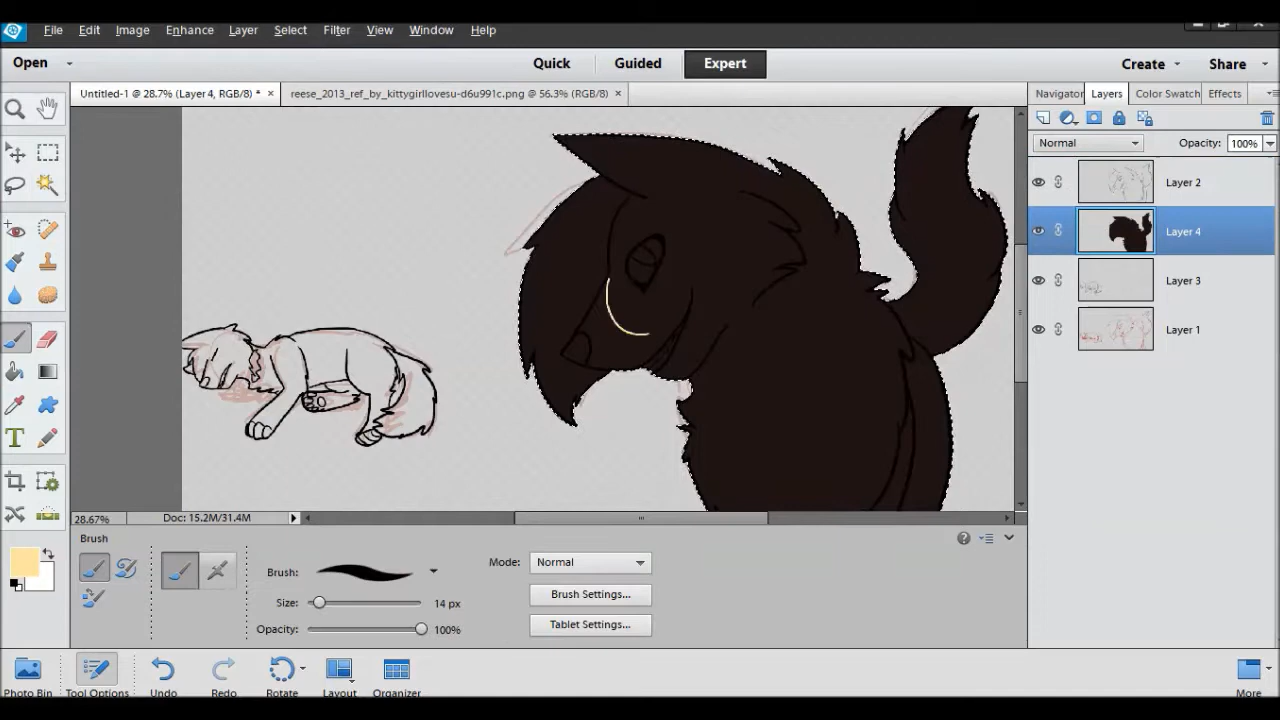 File Edit Image Enhance Layer Select Filter View Window Help
Open Quick Guided Expert Create Share
Untitled-1 @ 28.7% (Layer 4, RGB/8) * × reese_2013_ref_by_kittygirllovesu-d6u991c.png @ 56.3% (RGB/8) × Navigator Layers Color Swatch Effects
Normal Opacity: 100%
Layer 2
Layer 4
Layer 3
Layer 1
28.67% Doc: 15.2M/31.4M
Brush
Brush: Mode: Normal
Size: 14 px Brush Settings...
Opacity: 100% Tablet Settings...
Photo Bin Tool Options Undo Redo Rotate Layout Organizer More